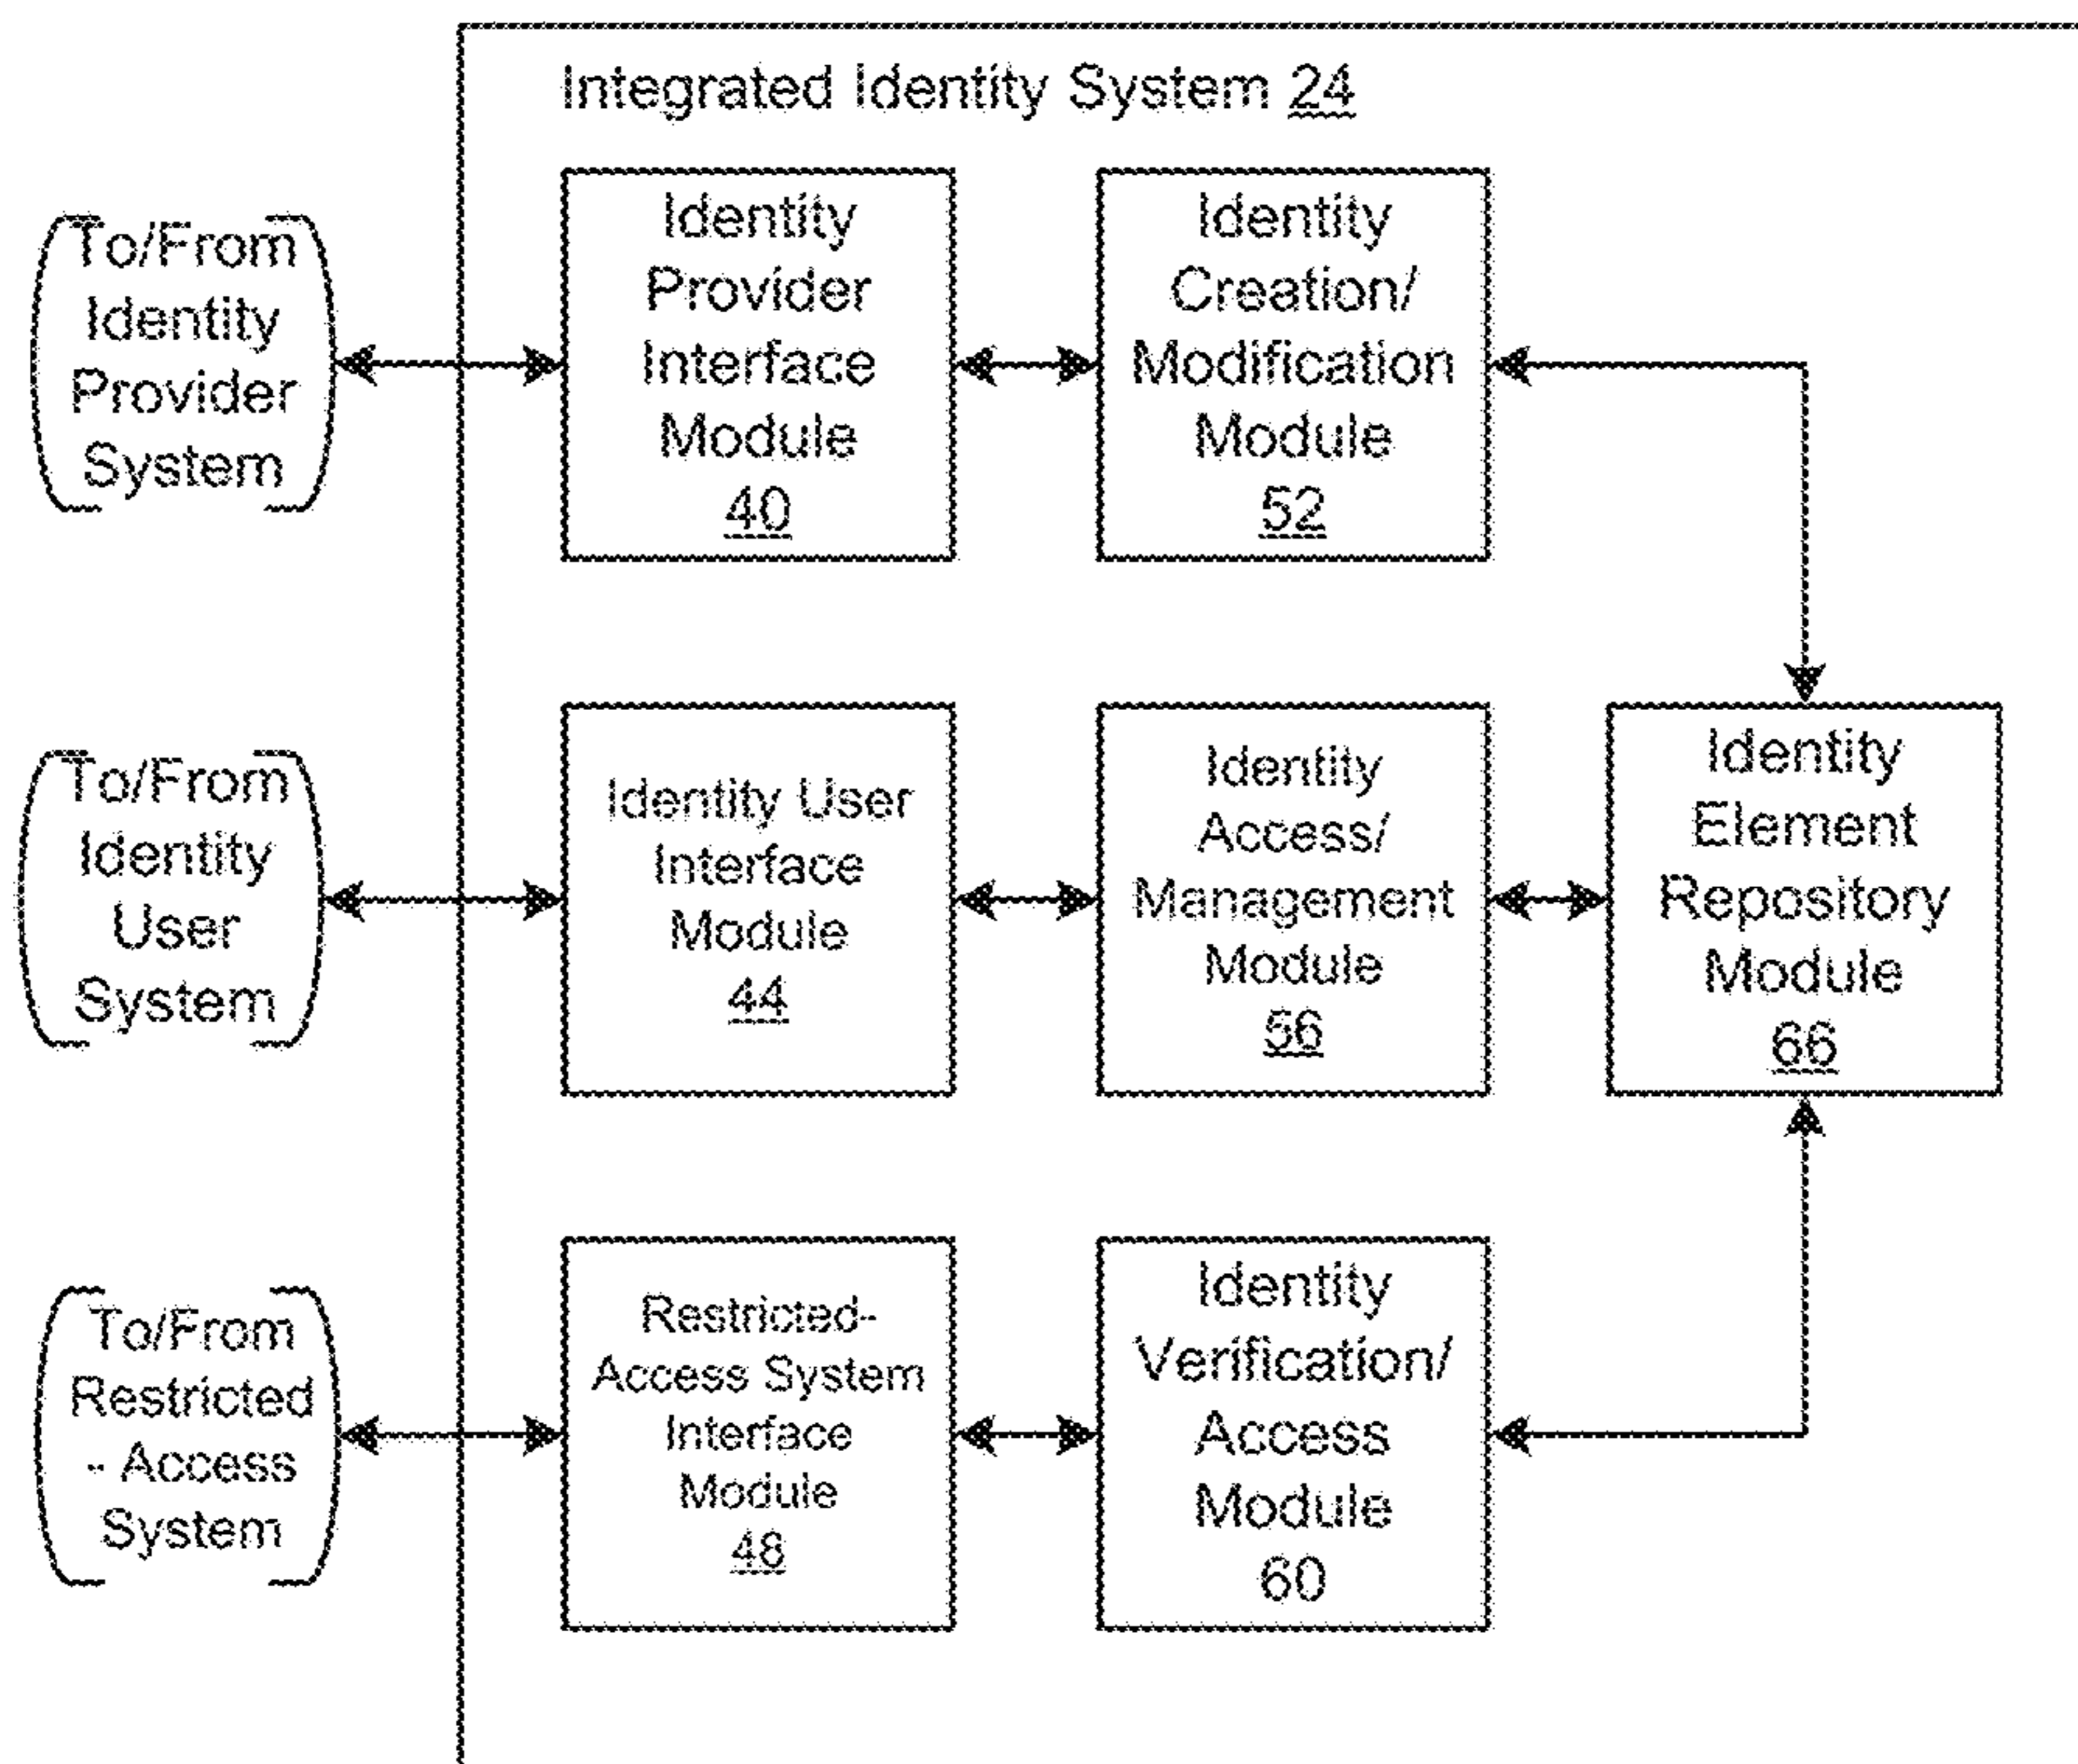 Integrated Identity System 24
To/From
Identity
Provider
System
Identity
Provider
Interface
Module
40
Identity
Creation/
Modification
Module
52
To/From
Identity
User
System
Identity User
Interface
Module
44
Identity
Access/
Management
Module
56
Identity
Element
Repository
Module
66
To/From
Restricted
- Access
System
Restricted-
Access System
Interface
Module
48
Identity
Verification/
Access
Module
60